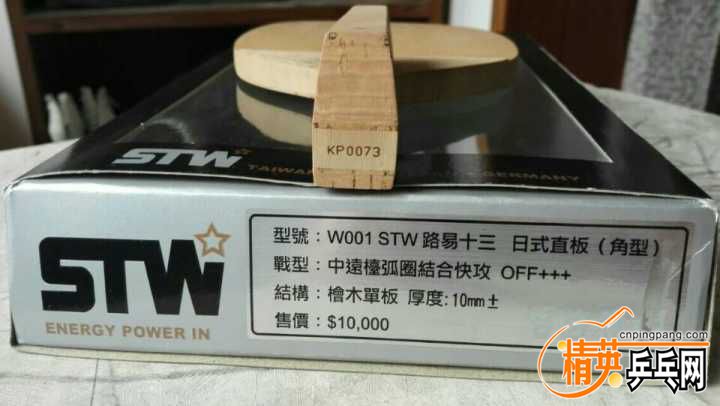 KP0073
STW
TAIWAN
GERMANY
STW
ENERGY POWER IN
型號：W001 STW 路易十三 日式直板（角型）
戰型：中遠檯弧圈結合快攻 OFF+++
結構：檜木單板 厚度:10mm±
售價：$10,000
cnpingpang.com
精英乒乓网